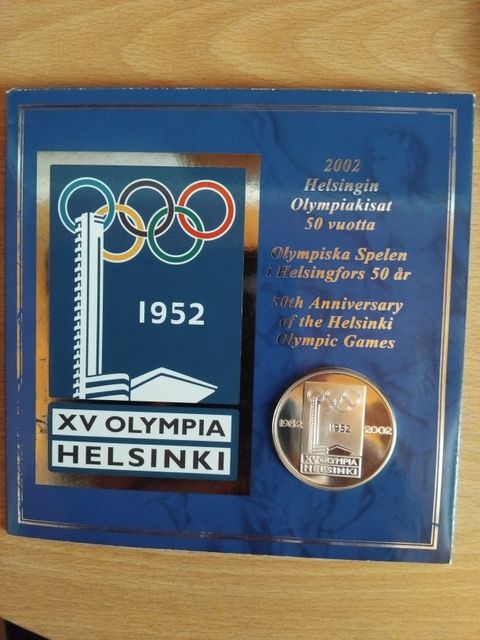 1952
XV OLYMPIA
HELSINKI
2002
Helsingin
Olympiakisat
50 vuotta
Olympiska Spelen
i Helsingfors 50 år
50th Anniversary
of the Helsinki
Olympic Games
1952
1952
2002
XV OLYMPIA
HELSINKI